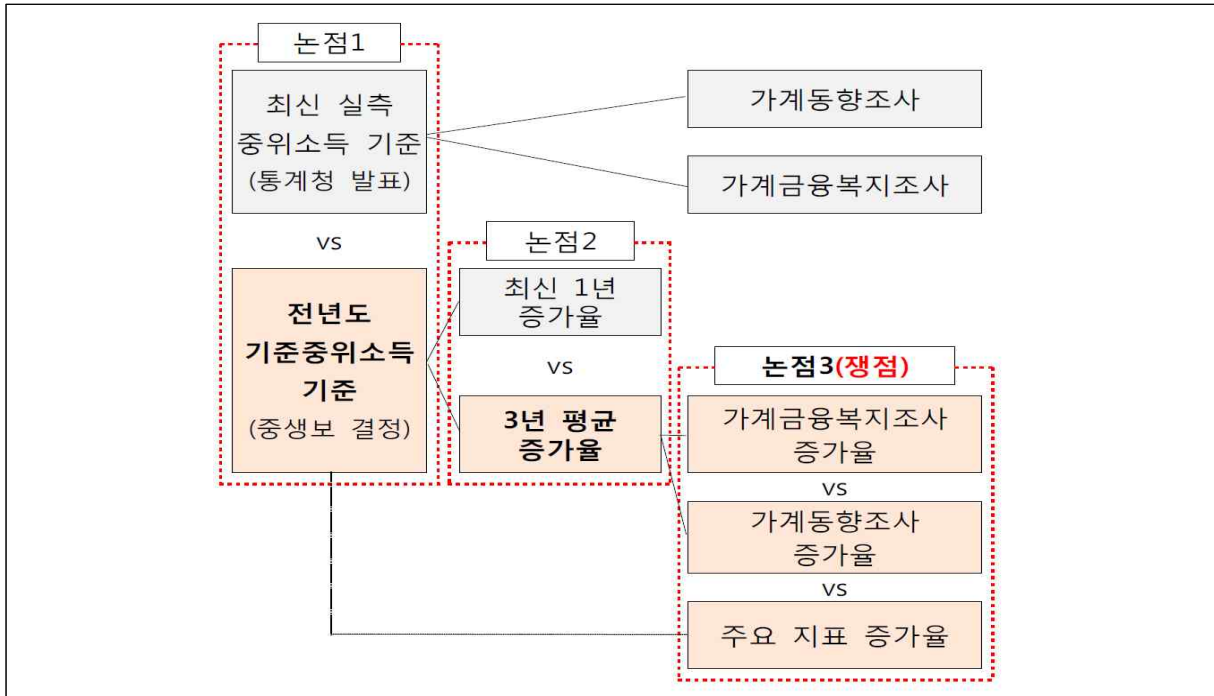 논점1
최신 실측
중위소득 기준
(통계청 발표)
vs
전년도
기준중위소득
기준
(중생보 결정)
가계동향조사
가계금융복지조사
논점2
최신 1년
증가율
vs
3년 평균
증가율
논점3(쟁점)
가계금융복지조사
증가율
vs
가계동향조사
증가율
vs
주요 지표 증가율